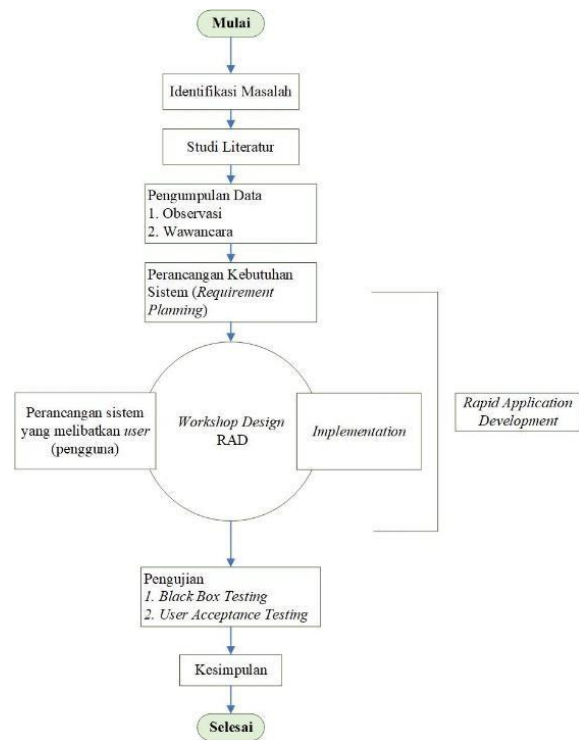 Mulai
Identifikasi Masalah
Studi Literatur
Pengumpulan Data
1. Observasi
2. Wawancara
Perancangan Kebutuhan
Sistem (Requirement
Planning)
Perancangan sistem
yang melibatkan user
(pengguna)
Workshop Design
RAD
Implementation
Rapid Application
Development
Pengujian
1. Black Box Testing
2. User Acceptance Testing
Kesimpulan
Selesai